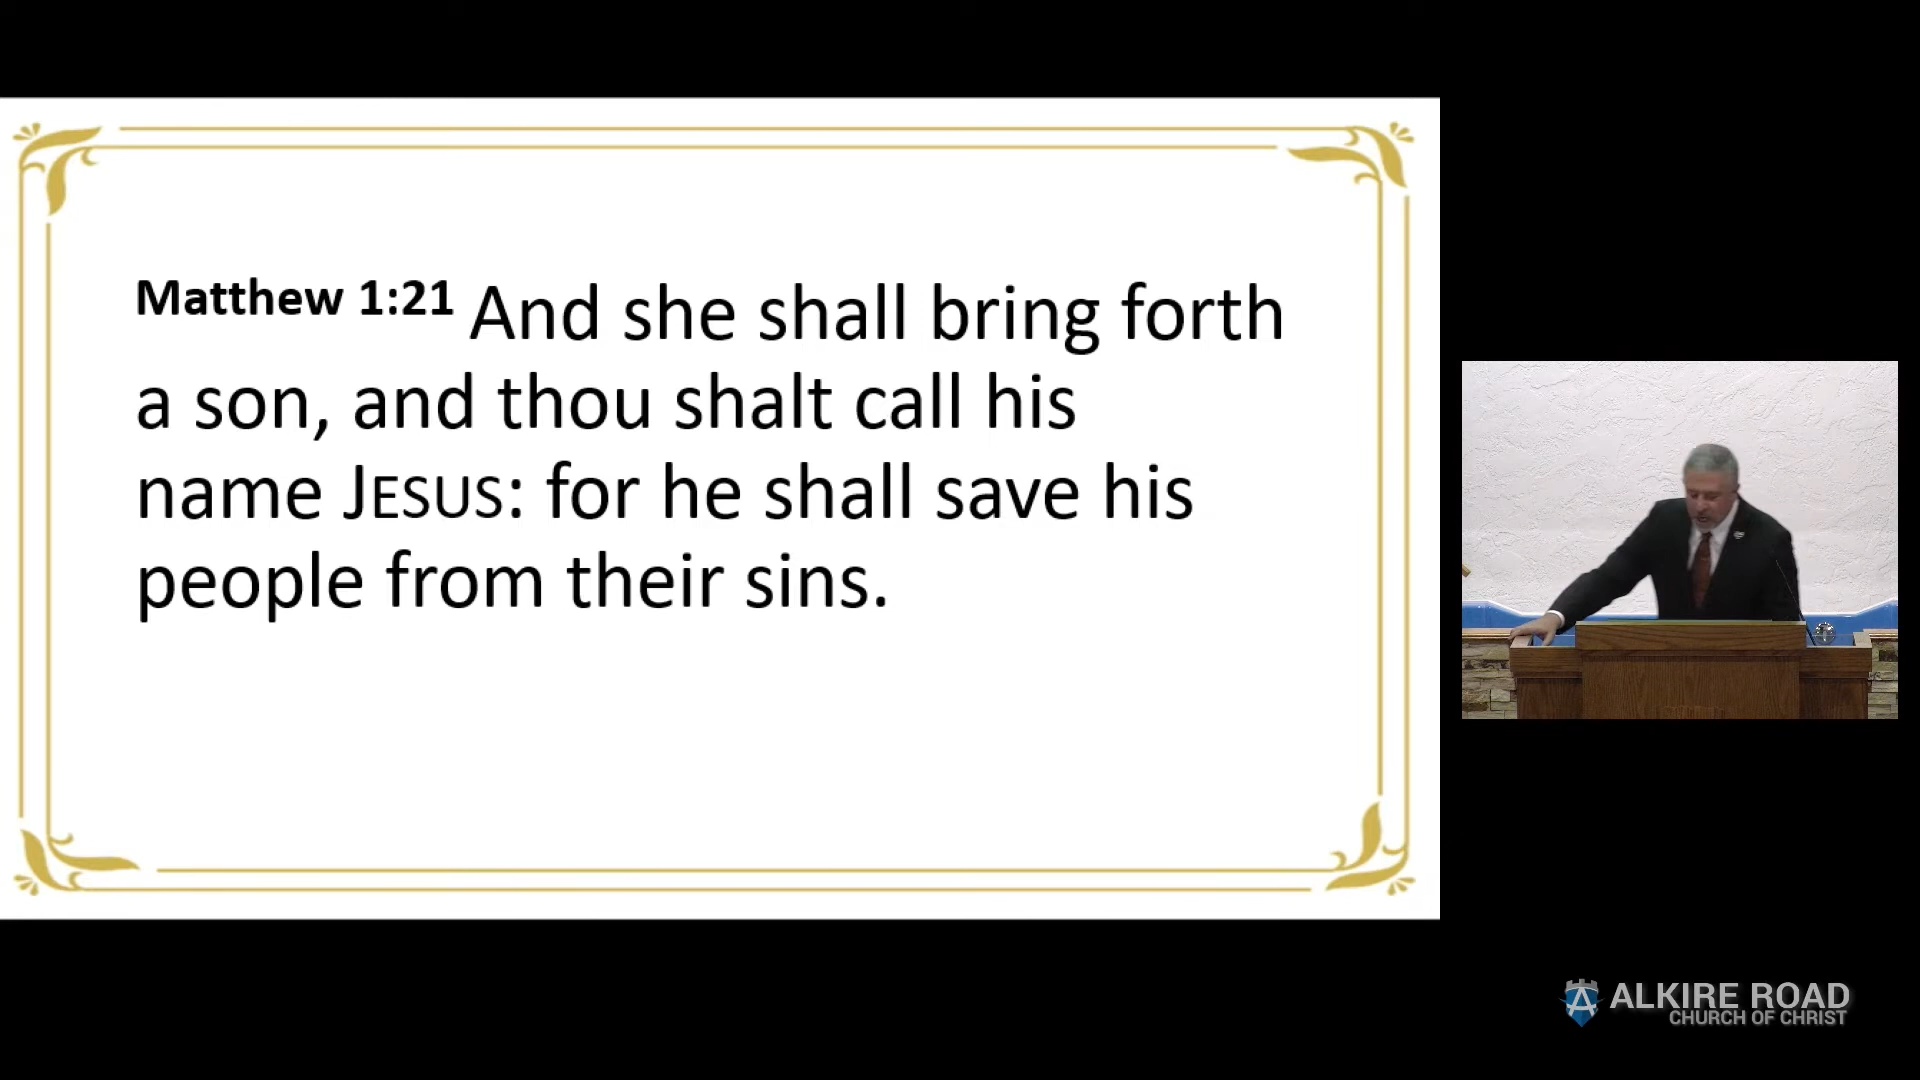 Matthew 1:21 And she shall bring forth
a son, and thou shalt call his
name JESUS: for he shall save his
people from their sins.
ALKIRE ROAD
CHURCH OF CHRIST